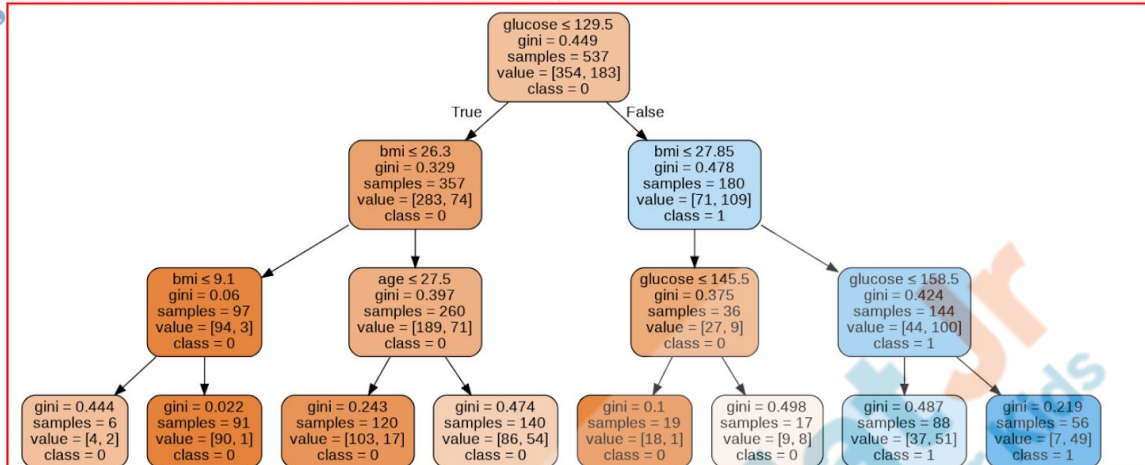 glucose ≤ 129.5
gini = 0.449
samples = 537
value = [354, 183]
class = 0
True
False
bmi ≤ 26.3
gini = 0.329
samples = 357
value = [283, 74]
class = 0
bmi ≤ 27.85
gini = 0.478
samples = 180
value = [71, 109]
class = 1
bmi ≤ 9.1
gini = 0.06
samples = 97
value = [94, 3]
class = 0
age ≤ 27.5
gini = 0.397
samples = 260
value = [189, 71]
class = 0
glucose ≤ 145.5
gini = 0.375
samples = 36
value = [27, 9]
class = 0
glucose ≤ 158.5
gini = 0.424
samples = 144
value = [44, 100]
class = 1
gini = 0.444
samples = 6
value = [4, 2]
class = 0
gini = 0.022
samples = 91
value = [90, 1]
class = 0
gini = 0.243
samples = 120
value = [103, 17]
class = 0
gini = 0.474
samples = 140
value = [86, 54]
class = 0
gini = 0.1
samples = 19
value = [18, 1]
class = 0
gini = 0.498
samples = 17
value = [9, 8]
class = 0
gini = 0.487
samples = 88
value = [37, 51]
class = 1
gini = 0.219
samples = 56
value = [7, 49]
class = 1
Jr